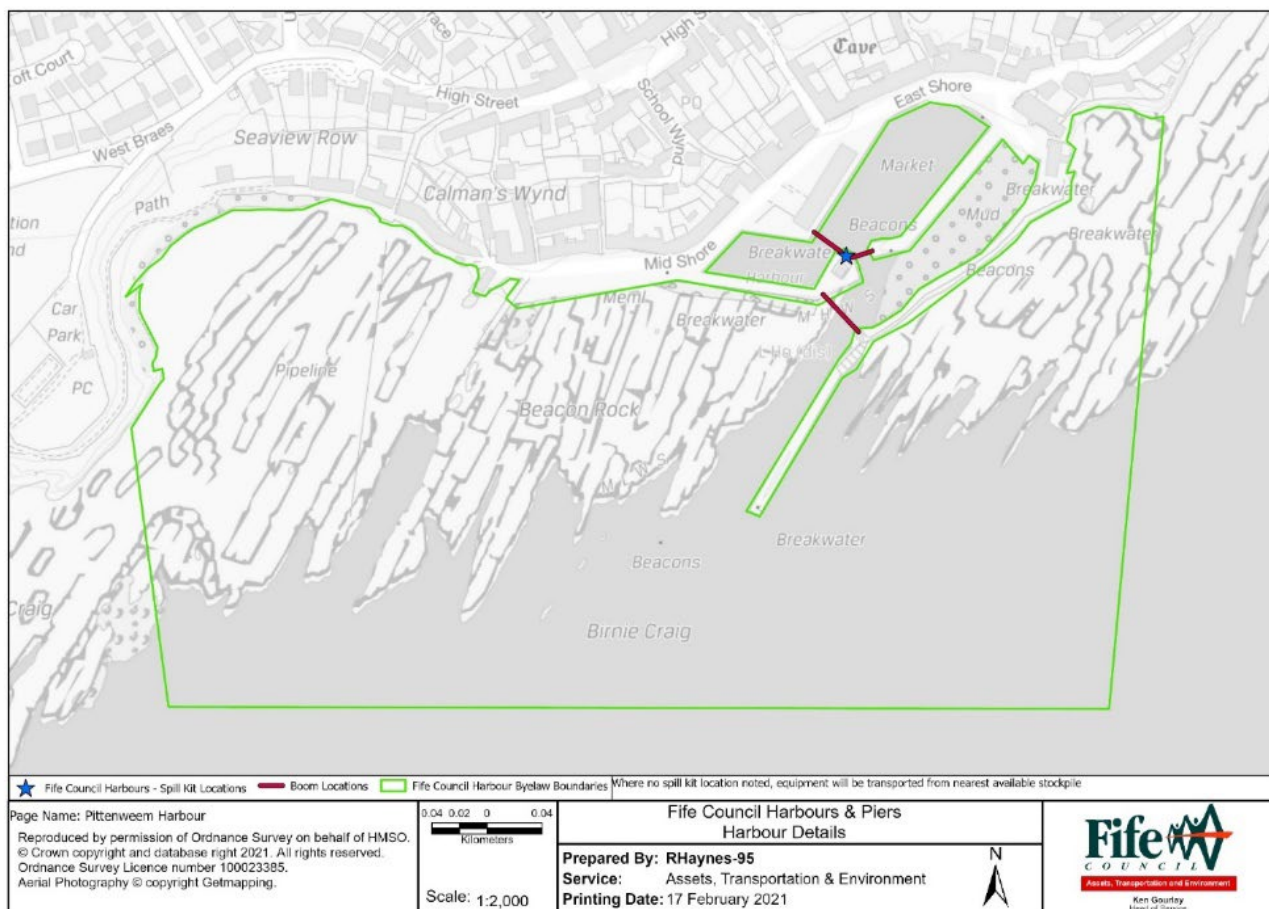 Cave
High Str
oft Court
East Shore
High Street
PO
School Wynd
West Braes
Seaview Row
Market
Calman's Wynd
Breakwater
Path
Mud
Beacons
Mid Shore
Harbour
Beacons
Breakwater
Car
Park
Meml
Breakwater
M H W S
Pipeline
PC
Beacon Rock
M L W S
Breakwater
Beacons
Craig
Birnie Craig
Fife Council Harbours - Spill Kit Locations Boom Locations Fife Council Harbour Byelaw Boundaries Where no spill kit location noted, equipment will be transported from nearest available stockpile
Page Name: Pittenweem Harbour
Reproduced by permission of Ordnance Survey on behalf of HMSO.
© Crown copyright and database right 2021. All rights reserved.
Ordnance Survey Licence number 100023385.
Aerial Photography © copyright Getmapping.
0.04 0.02 0 0.04
Kilometers
Scale: 1:2,000
Fife Council Harbours & Piers
Harbour Details
Prepared By: RHaynes-95
Service: Assets, Transportation & Environment
Printing Date: 17 February 2021
N
Fife
COUNCIL
Assets, Transportation and Environment
Ken Gourlay
Head of Service